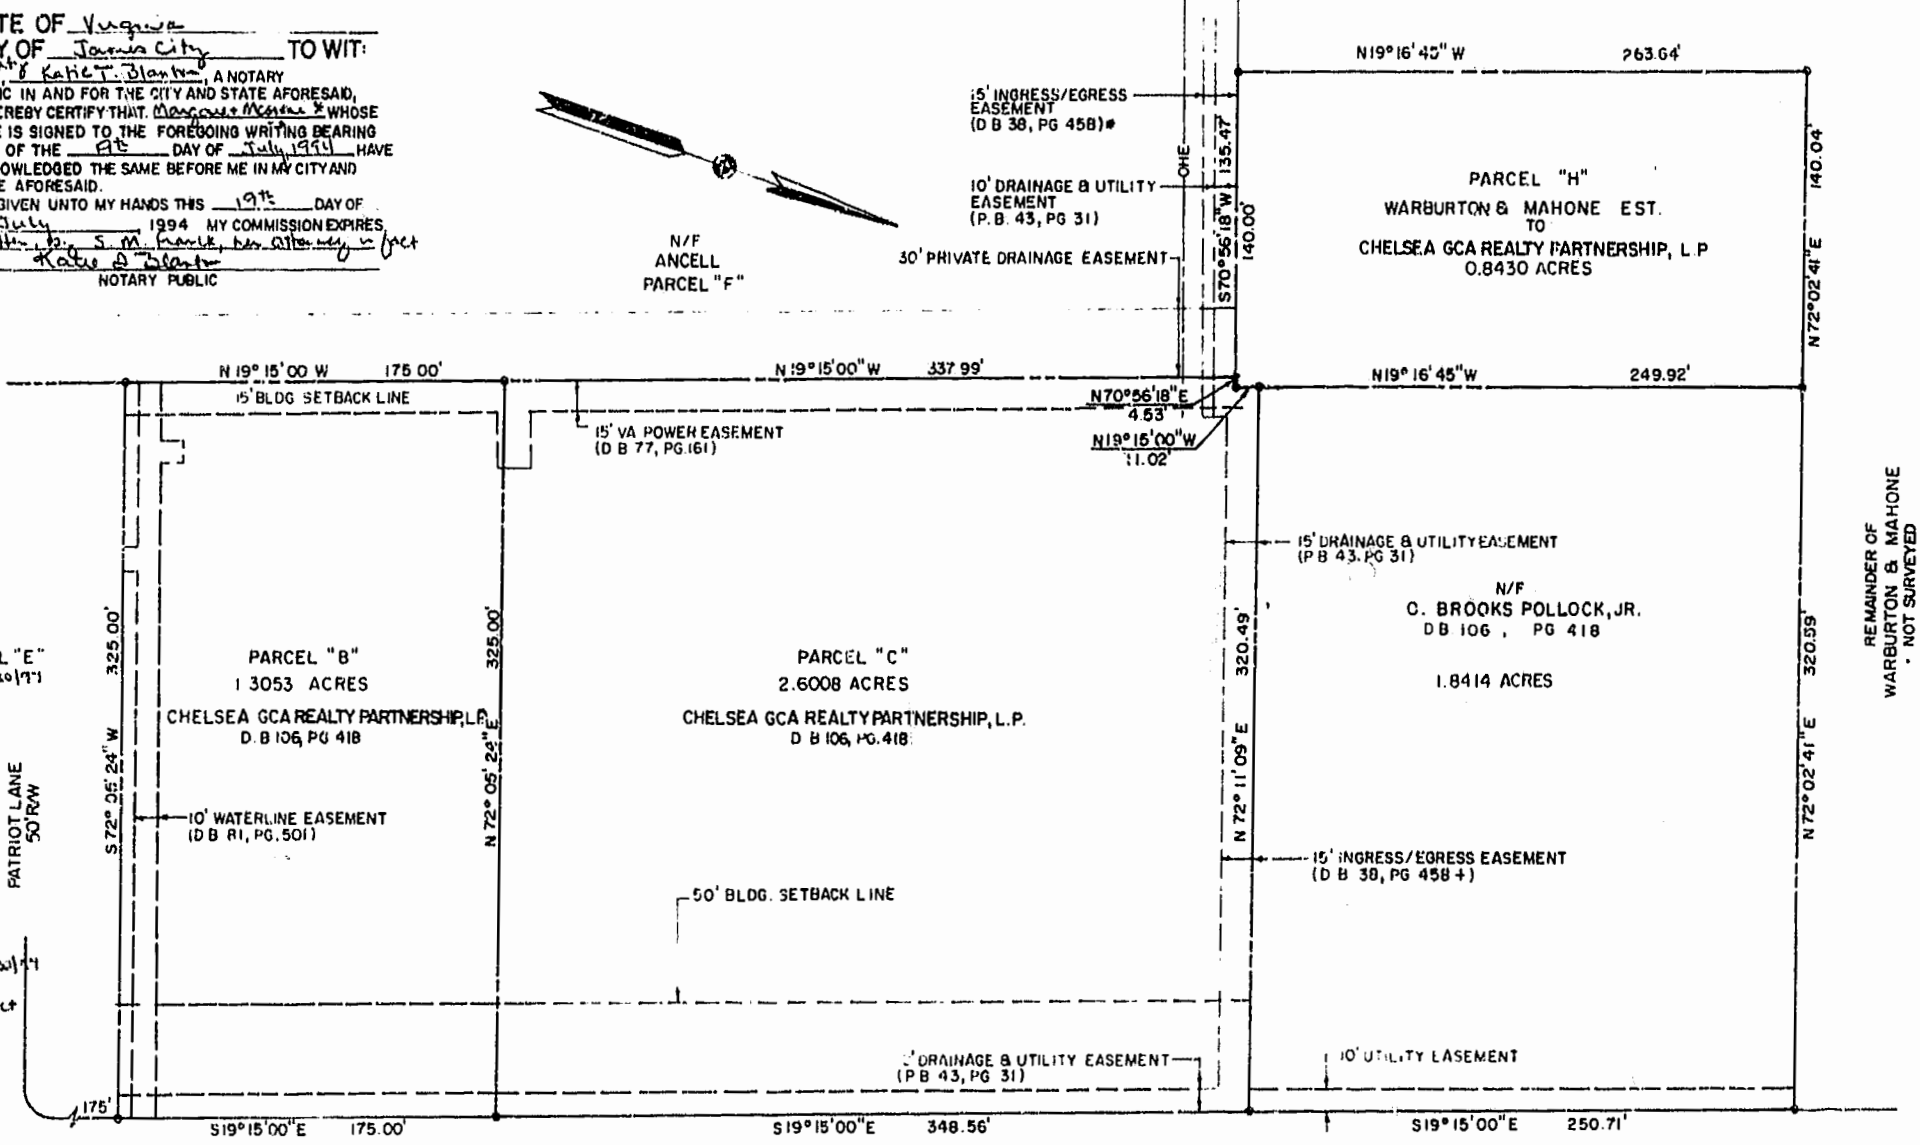 TE OF Virginia
Y OF James City TO WIT:
Katie T. Blanton, A NOTARY
IC IN AND FOR THE CITY AND STATE AFORESAID,
EREBY CERTIFY THAT. Margaret * WHOSE
E IS SIGNED TO THE FOREGOING WRITING BEARING
OF THE DAY OF July, 1994 HAVE
OWLEDGED THE SAME BEFORE ME IN MY CITY AND
E AFORESAID.
GIVEN UNTO MY HANDS THIS 19th DAY OF
July, 1994 MY COMMISSION EXPIRES
S. M. Franck, her attorney in fact
Katie T. Blanton
NOTARY PUBLIC
N/F
ANCELL
PARCEL "F"
15' INGRESS/EGRESS
EASEMENT
(D B 38, PG 458)*
10' DRAINAGE & UTILITY
EASEMENT
(P. B. 43, PG 31)
30' PRIVATE DRAINAGE EASEMENT
OHE
S70°56'18"W 135.47'
140.00'
N19°16'45" W 263.64'
PARCEL "H"
WARBURTON & MAHONE EST.
TO
CHELSEA GCA REALTY PARTNERSHIP, L.P
0.8430 ACRES
N 72°02'41"E 140.04'
N 19° 15' 00 W 175 00'
15' BLDG SETBACK LINE
N 19°15'00" W 337.99'
15' VA POWER EASEMENT
(D B 77, PG.161)
N70°56'18"E
4.53'
N19°15'00"W
11.02'
N19°16'45"W 249.92'
15' DRAINAGE & UTILITY EASEMENT
(P B 43. PG 31)
N/F
C. BROOKS POLLOCK, JR.
D B 106 , PG 418
1.8414 ACRES
REMAINDER OF
WARBURTON & MAHONE
NOT SURVEYED
L "E"
S 72° 05' 24" W 325.00'
PARCEL "B"
1 3053 ACRES
CHELSEA GCA REALTY PARTNERSHIP, L.P.
D. B 106, PG 418
N 72° 05' 24" E 325.00'
PARCEL "C"
2.6008 ACRES
CHELSEA GCA REALTY PARTNERSHIP, L.P.
D B 106, PG. 418
N 72° 11' 09" E 320.49'
N 72° 02' 41" E 320.59'
PATRIOT LANE
50' R/W
10' WATERLINE EASEMENT
(D B 81, PG. 501)
15' INGRESS/EGRESS EASEMENT
(D B 38, PG 458 +)
50' BLDG. SETBACK LINE
' DRAINAGE & UTILITY EASEMENT
(P B 43, PG 31)
10' UTILITY EASEMENT
175'
S19°15'00"E 175.00'
S19°15'00"E 348.56'
S19°15'00"E 250.71'